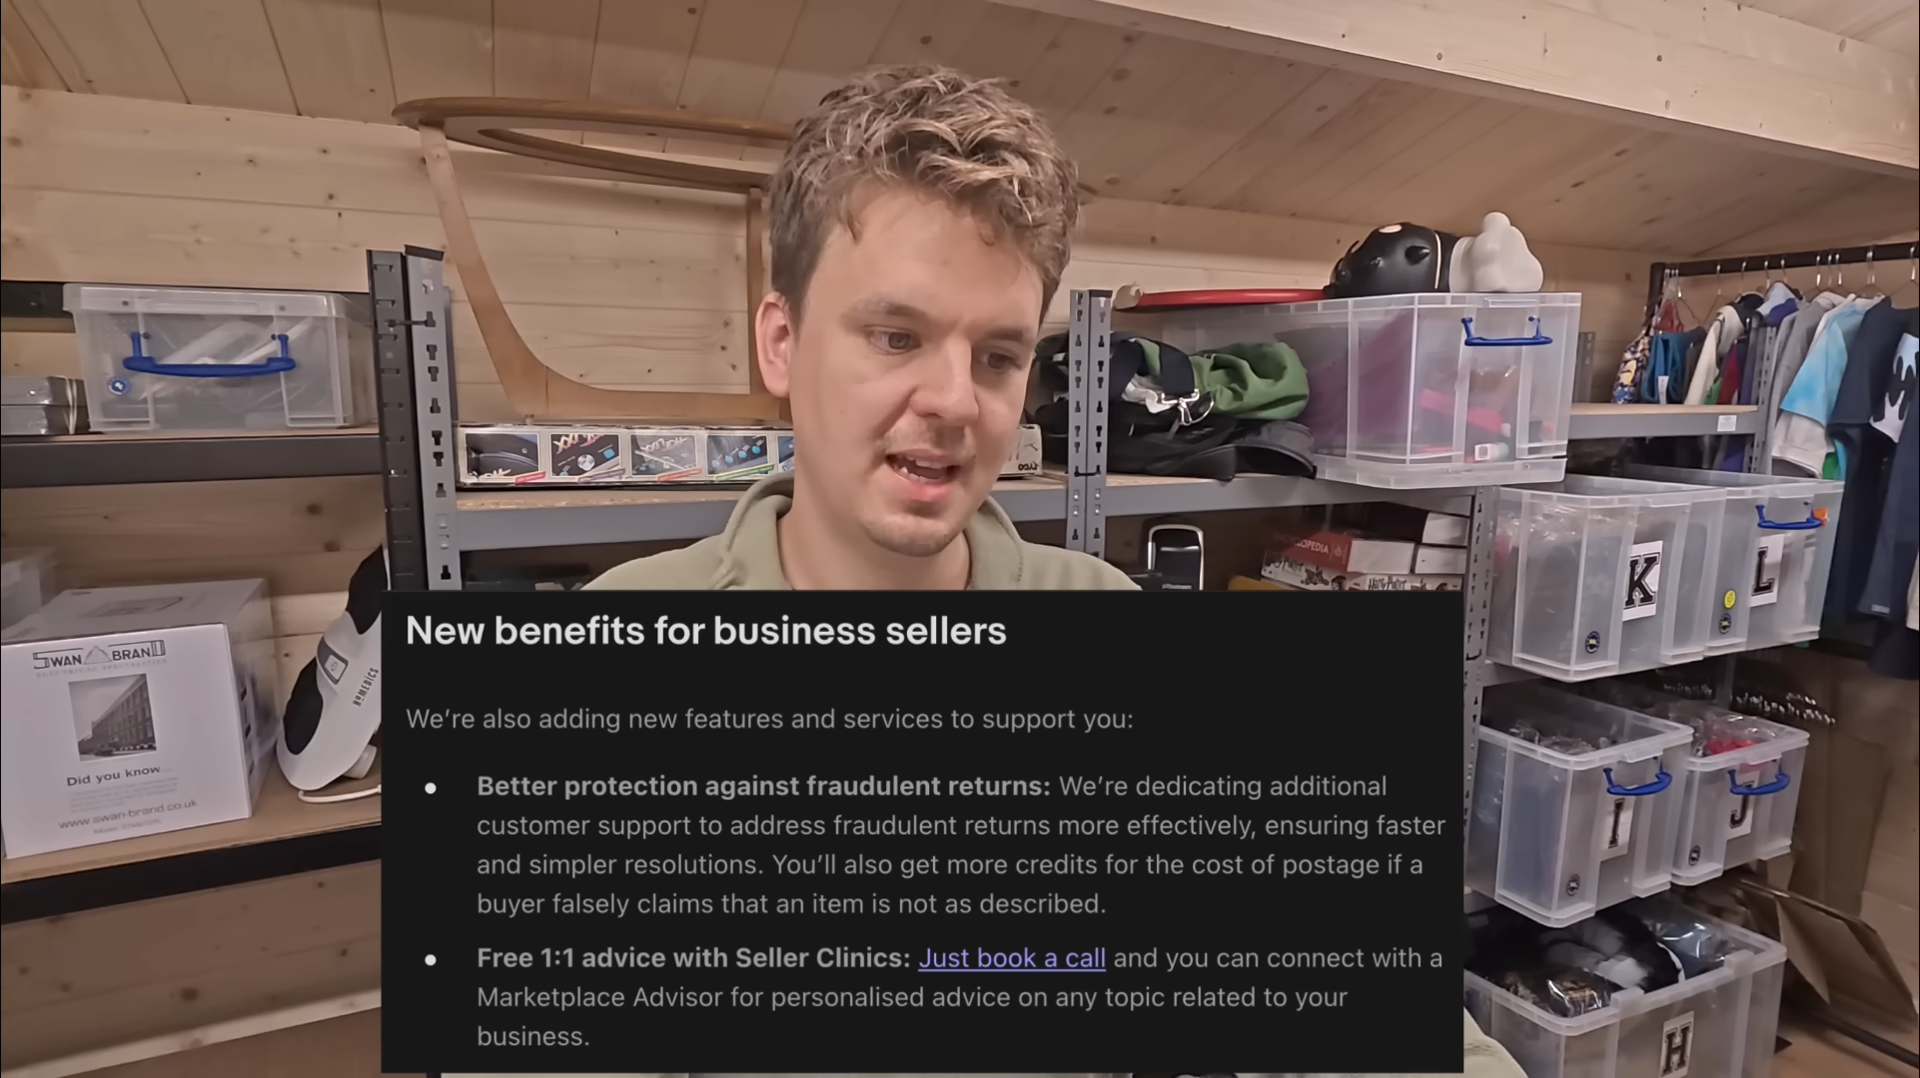 SWAN BRAND
ELECTRICAL SPECIALISTS
Did you know
www.swan-brand.co.uk
HOMEDICS
OPEDIA
K
L
I
J
H
New benefits for business sellers
We’re also adding new features and services to support you:
● Better protection against fraudulent returns: We’re dedicating additional
customer support to address fraudulent returns more effectively, ensuring faster
and simpler resolutions. You’ll also get more credits for the cost of postage if a
buyer falsely claims that an item is not as described.
● Free 1:1 advice with Seller Clinics: Just book a call and you can connect with a
Marketplace Advisor for personalised advice on any topic related to your
business.